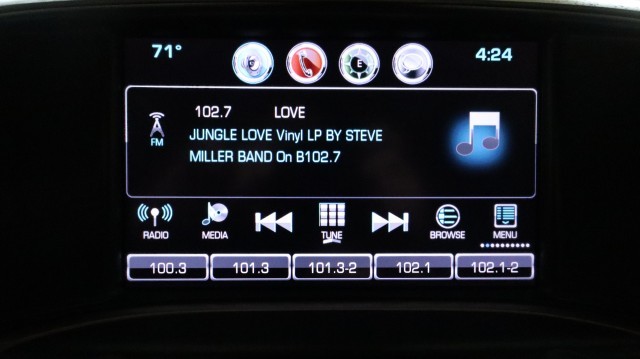 71° E 4:24
102.7 LOVE
JUNGLE LOVE Vinyl LP BY STEVE
MILLER BAND On B102.7
FM
RADIO MEDIA TUNE BROWSE MENU
100.3 101.3 101.3-2 102.1 102.1-2